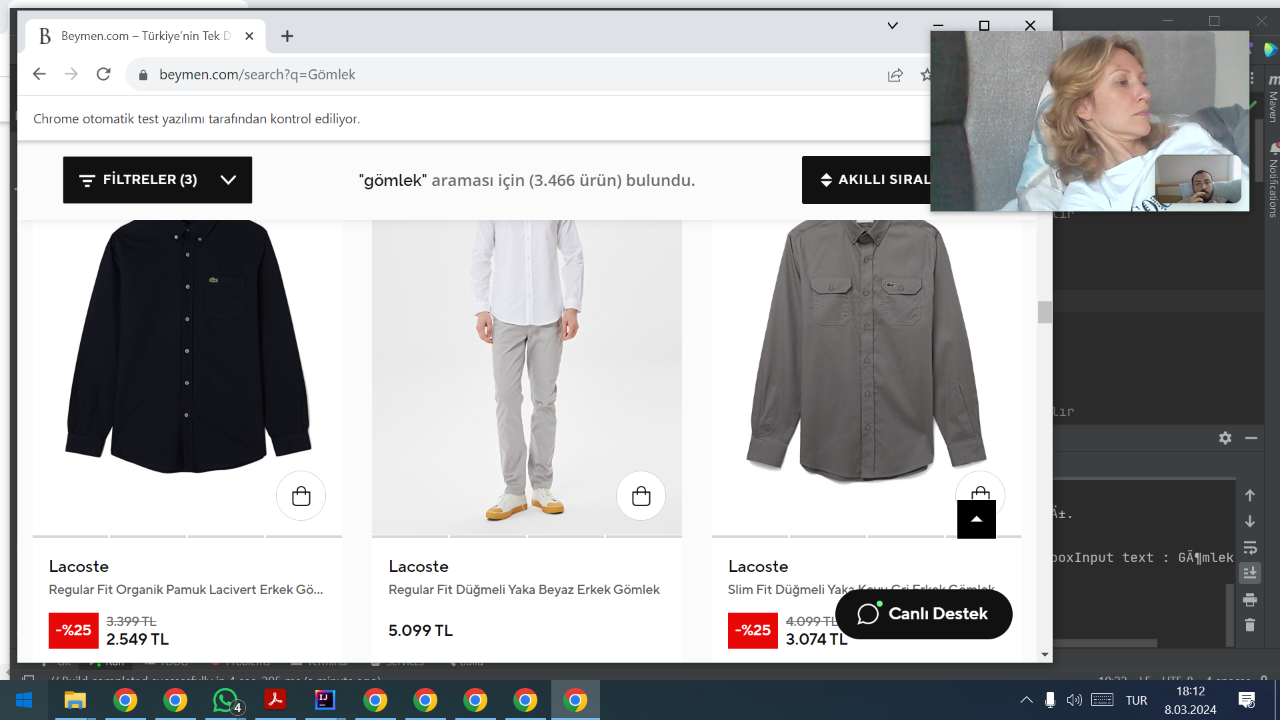 Beymen.com – Türkiye'nin Tek D
beymen.com/search?q=Gömlek
Chrome otomatik test yazılımı tarafından kontrol ediliyor.
FİLTRELER (3)
"gömlek" araması için (3.466 ürün) bulundu.
AKILLI SIRAL
Maven
Notifications
Lacoste
Regular Fit Organik Pamuk Lacivert Erkek Gö...
-%25
3.399 TL
2.549 TL
Lacoste
Regular Fit Düğmeli Yaka Beyaz Erkek Gömlek
5.099 TL
Lacoste
Slim Fit Düğmeli Yaka Koyu Gri Erkek Gömlek
-%25
4.099 TL
3.074 TL
Canlı Destek
lır
lır
Ä±.
boxInput text : GÃ¶mlek
4
TUR
18:12
8.03.2024